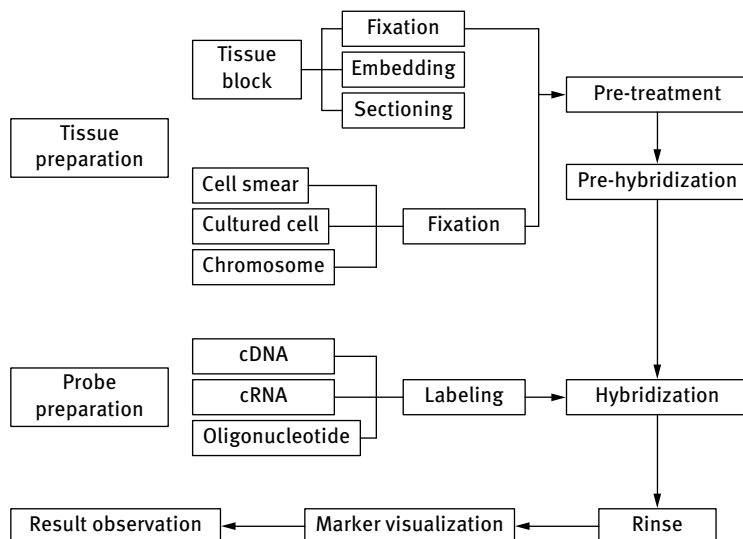 Tissue
preparation
Tissue
block
Fixation
Embedding
Sectioning
Pre-treatment
Pre-hybridization
Cell smear
Cultured cell
Chromosome
Fixation
Probe
preparation
cDNA
cRNA
Oligonucleotide
Labeling
Hybridization
Rinse
Marker visualization
Result observation